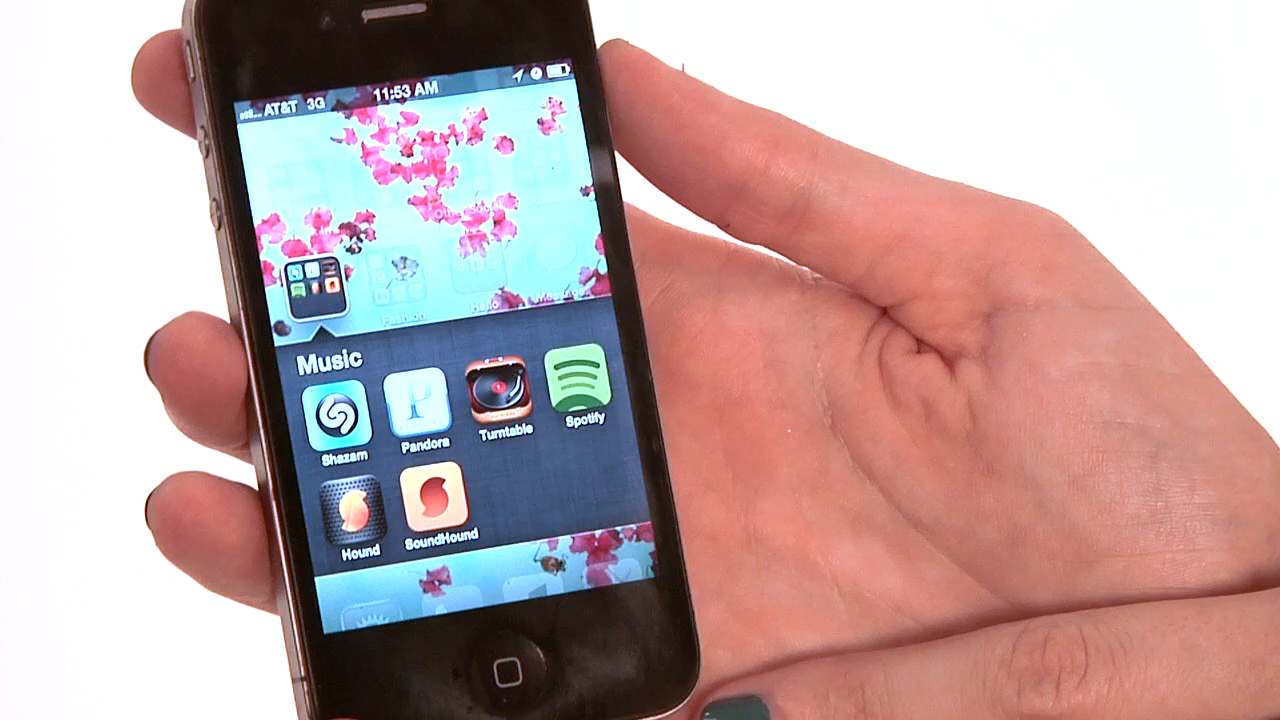 AT&T 3G 11:53 AM
Fashion
Music
Shazam Pandora Turntable Spotify
Hound SoundHound